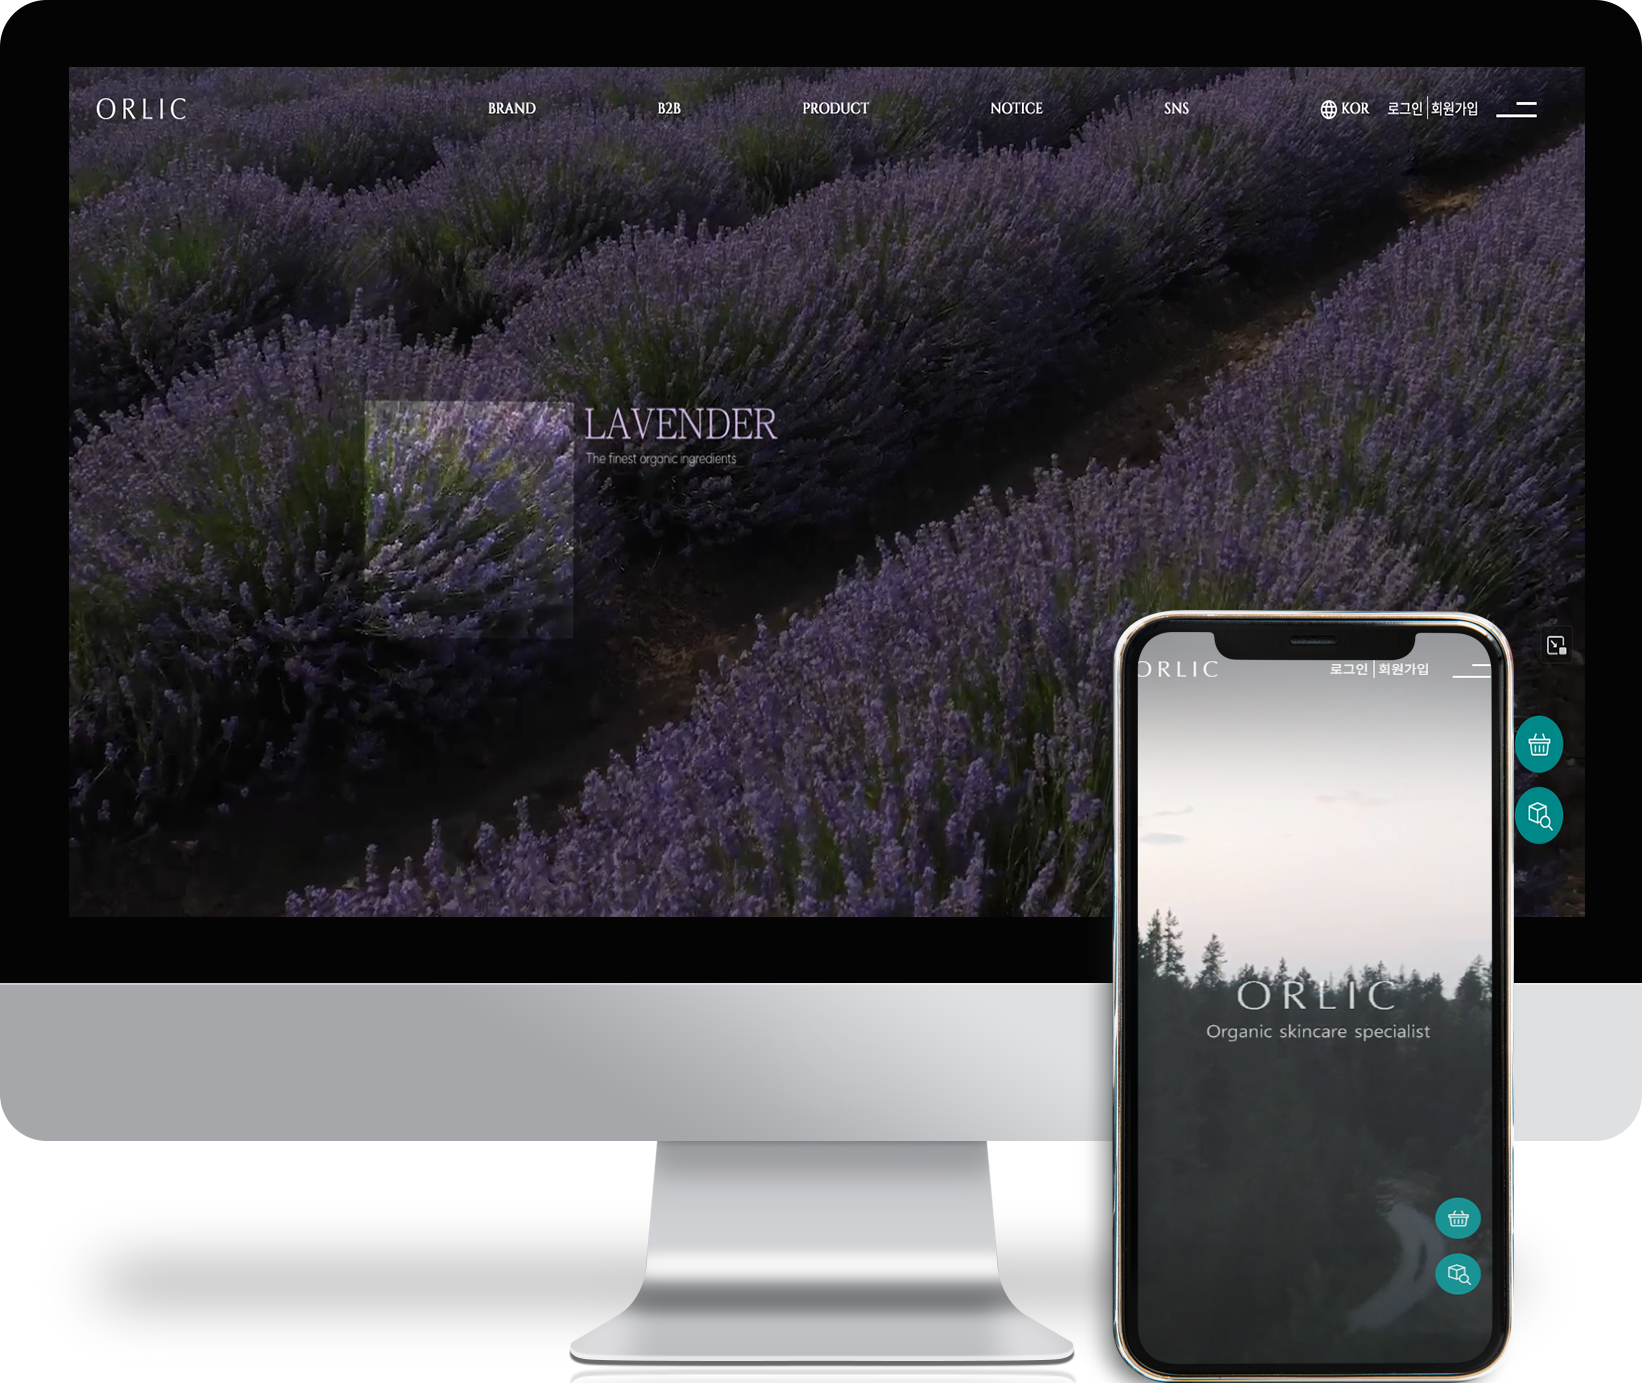 ORLIC BRAND B2B PRODUCT NOTICE SNS KOR 로그인 회원가입
LAVENDER
The finest organic ingredients
ORLIC 로그인 회원가입
ORLIC
Organic skincare specialist